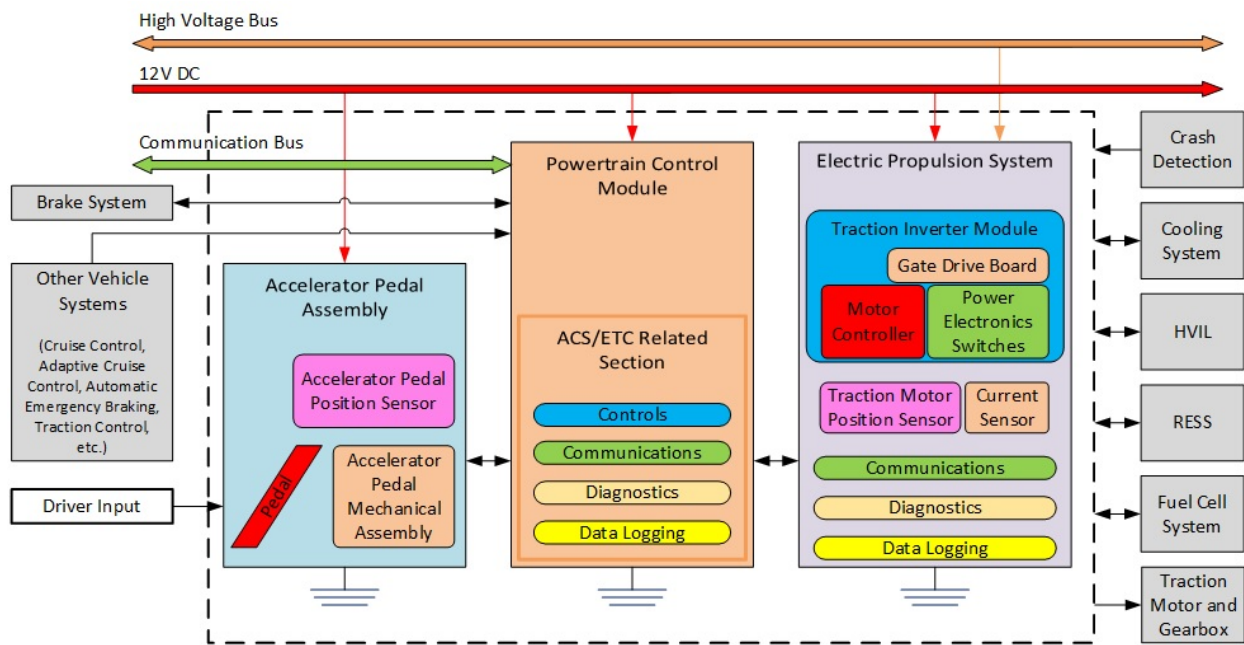 High Voltage Bus
12V DC
Communication Bus
Brake System
Other Vehicle
Systems
(Cruise Control,
Adaptive Cruise
Control, Automatic
Emergency Braking,
Traction Control,
etc.)
Driver Input
Accelerator Pedal
Assembly
Accelerator Pedal
Position Sensor
Pedal
Accelerator
Pedal
Mechanical
Assembly
Powertrain Control
Module
ACS/ETC Related
Section
Controls
Communications
Diagnostics
Data Logging
Electric Propulsion System
Traction Inverter Module
Gate Drive Board
Motor
Controller
Power
Electronics
Switches
Traction Motor
Position Sensor
Current
Sensor
Communications
Diagnostics
Data Logging
Crash
Detection
Cooling
System
HVIL
RESS
Fuel Cell
System
Traction
Motor and
Gearbox